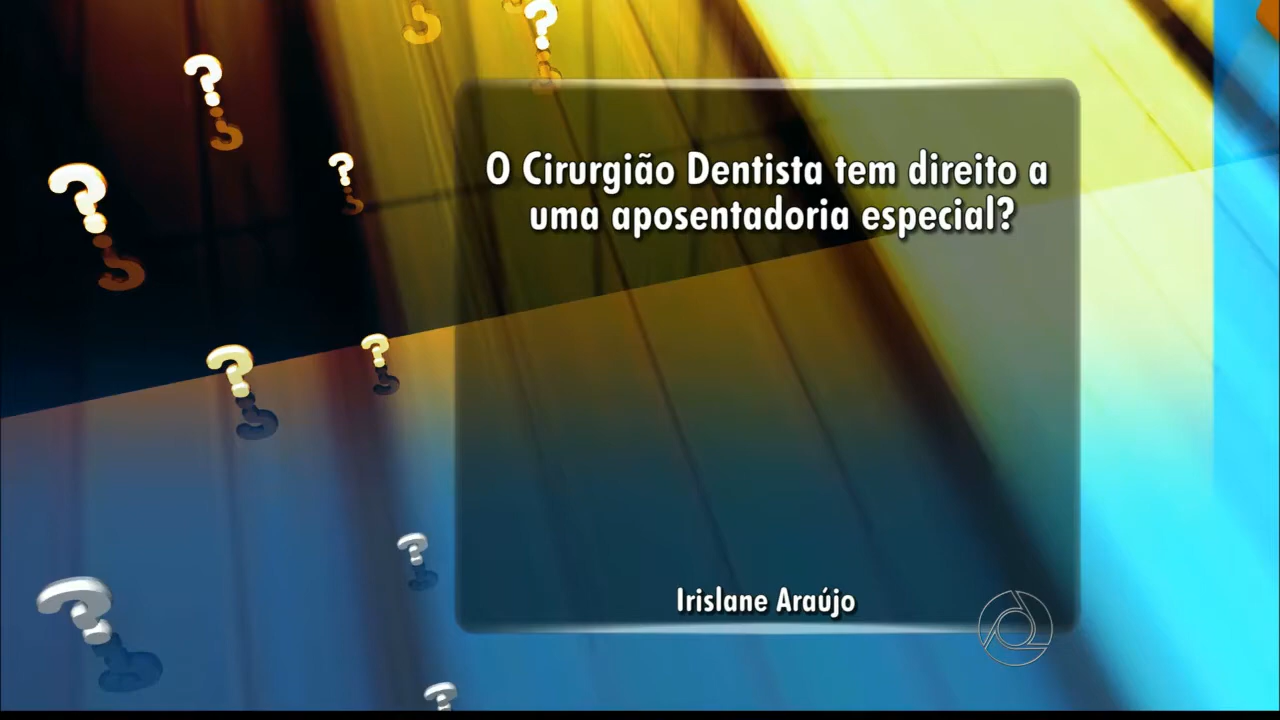 O Cirurgião Dentista tem direito a
uma aposentadoria especial?
Irislane Araújo